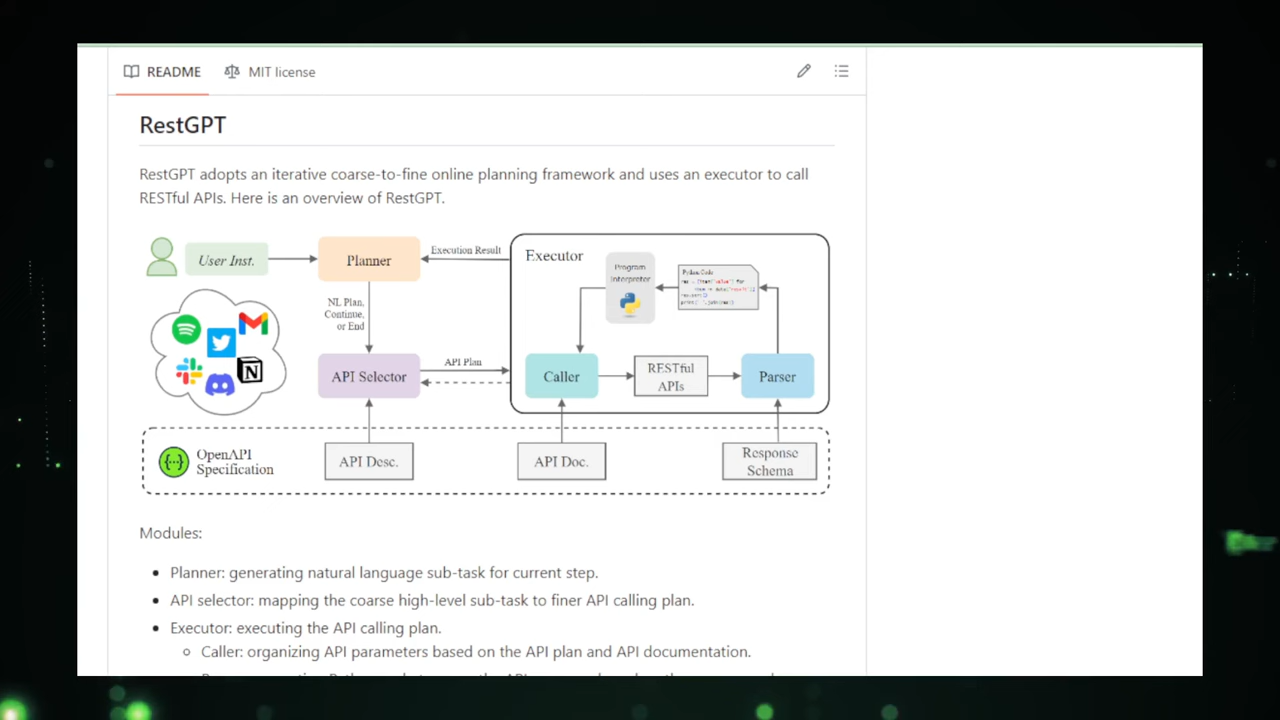 README
MIT license
RestGPT
RestGPT adopts an iterative coarse-to-fine online planning framework and uses an executor to call
RESTful APIs. Here is an overview of RestGPT.
User Inst.
Planner
Execution Result
Executor
Program
Interpreter
Python Code
NL Plan,
Continue,
or End
API Selector
API Plan
Caller
RESTful
APIs
Parser
OpenAPI
Specification
API Desc.
API Doc.
Response
Schema
Modules:
Planner: generating natural language sub-task for current step.
API selector: mapping the coarse high-level sub-task to finer API calling plan.
Executor: executing the API calling plan.
Caller: organizing API parameters based on the API plan and API documentation.